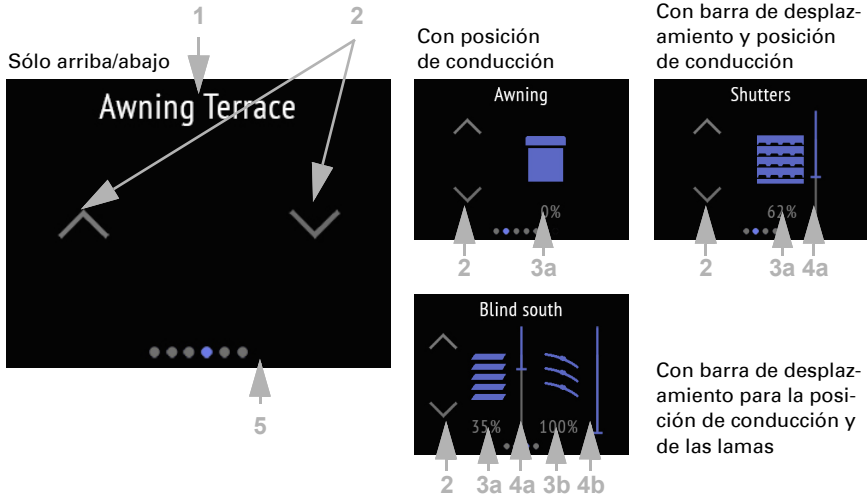 1
2
Sólo arriba/abajo
Awning Terrace
5
Con posición
de conducción
Awning
0%
2
3a
Con barra de desplaz-
amiento y posición
de conducción
Shutters
62%
2
3a
4a
Blind south
35%
100%
2
3a
4a
3b
4b
Con barra de desplaz-
amiento para la posi-
ción de conducción y
de las lamas